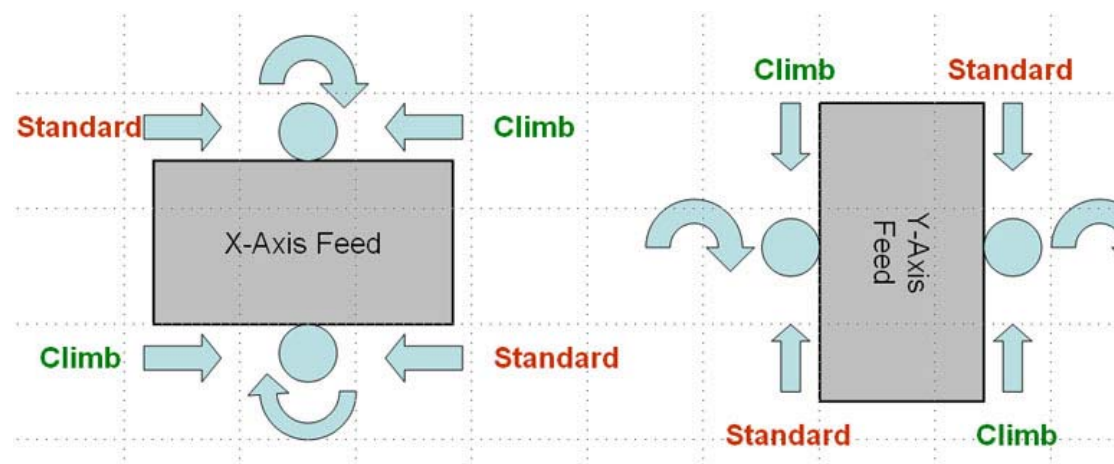 Climb
Standard
Standard
Climb
X-Axis Feed
Y-Axis
Feed
Climb
Standard
Standard
Climb